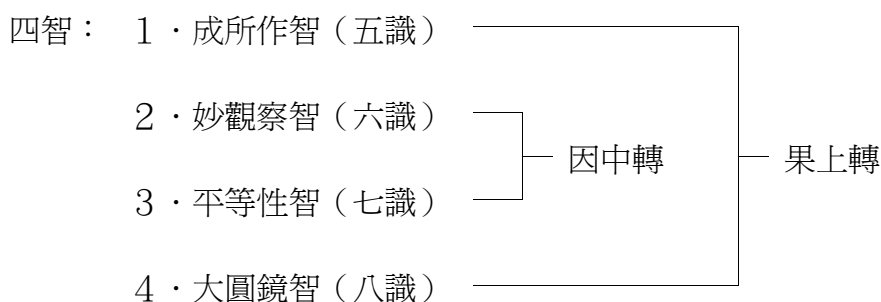 四智： １．成所作智（五識）
２．妙觀察智（六識）
因中轉
果上轉
３．平等性智（七識）
４．大圓鏡智（八識）